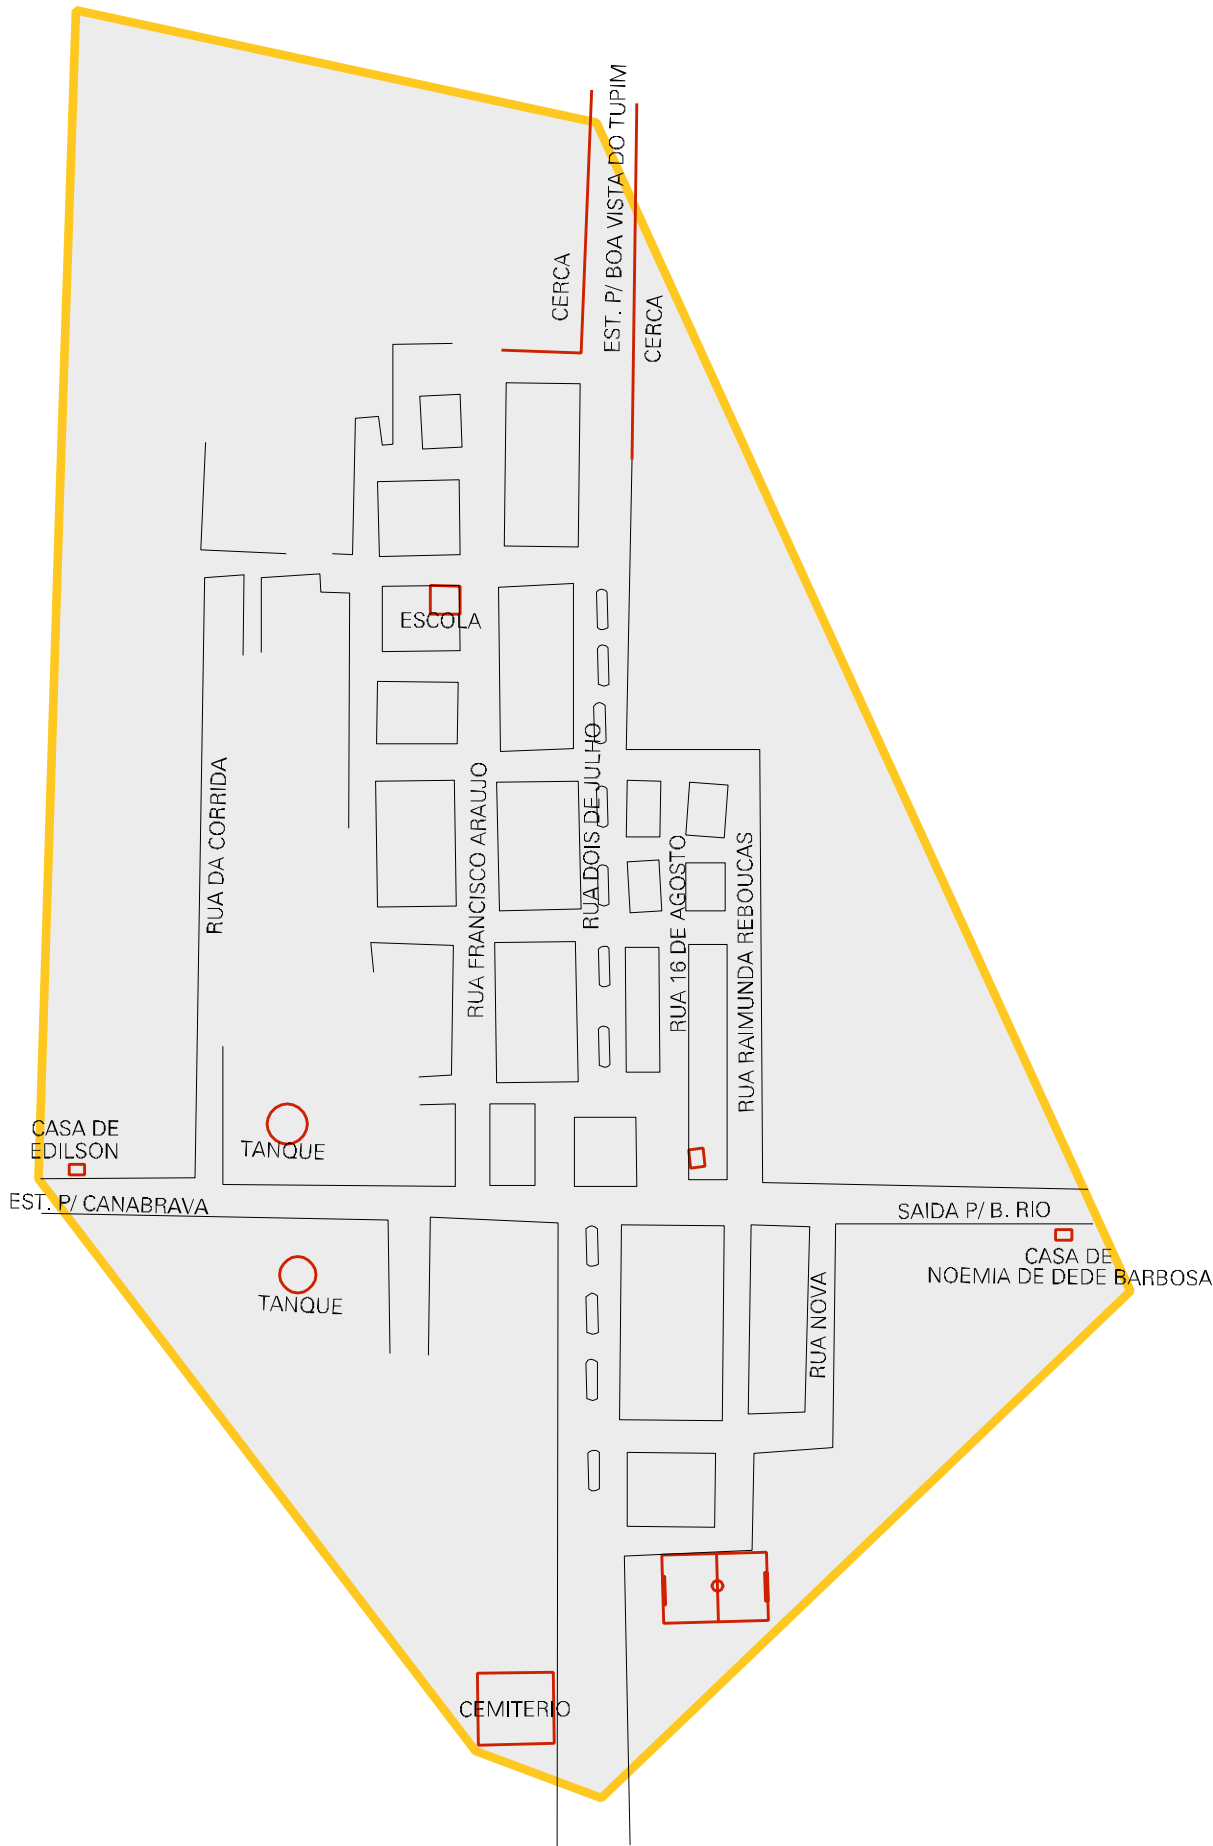 EST. P/ BOA VISTA DO TUPIM
CERCA
CERCA
ESCOLA
RUA DA CORRIDA
RUA FRANCISCO ARAUJO
RUA DOIS DE JULHO
RUA 16 DE AGOSTO
RUA RAIMUNDA REBOUCAS
CASA DE
EDILSON
TANQUE
EST. P/ CANABRAVA
SAIDA P/ B. RIO
CASA DE
NOEMIA DE DEDE BARBOSA
TANQUE
RUA NOVA
CEMITERIO